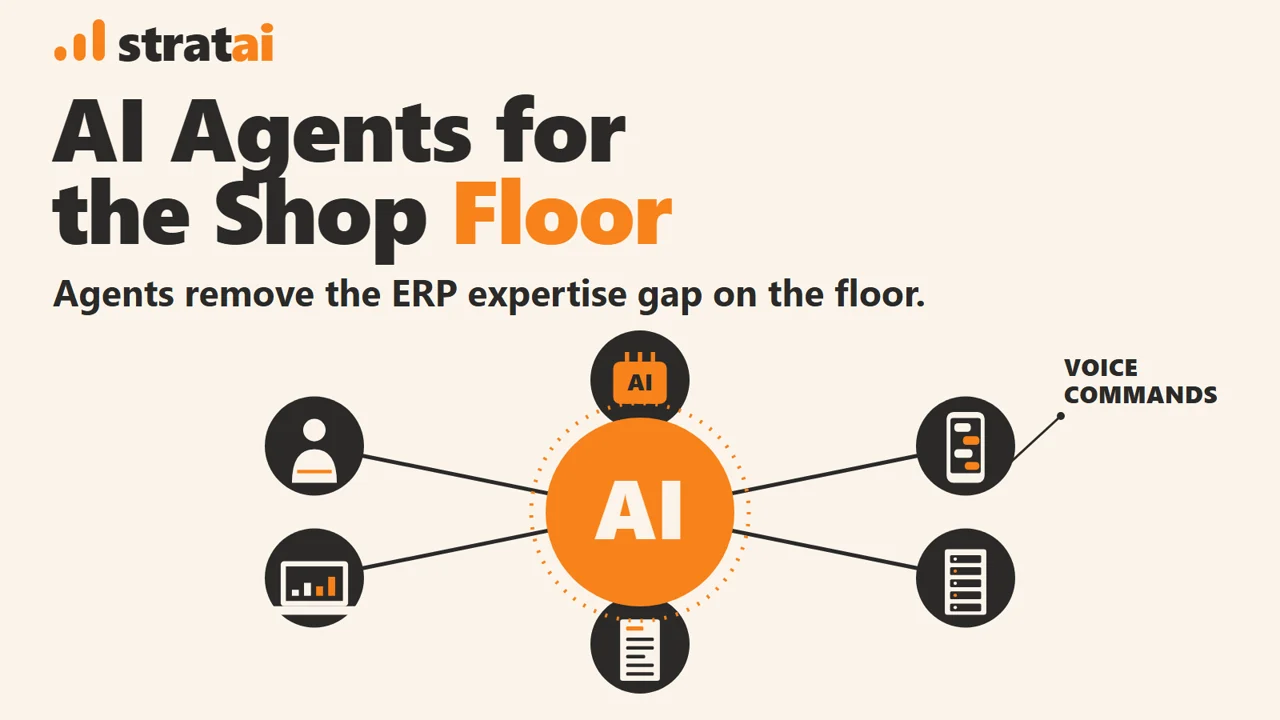 stratai
AI Agents for
the Shop Floor
Agents remove the ERP expertise gap on the floor.
AI
VOICE
COMMANDS
AI